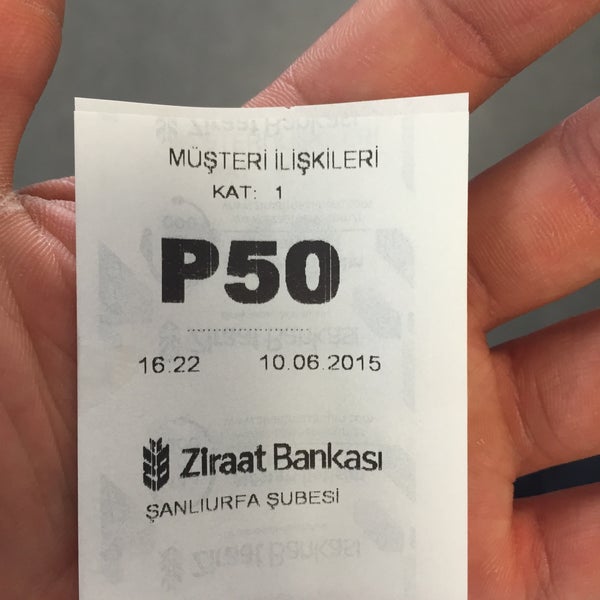 MÜŞTERİ İLİŞKİLERİ
KAT: 1
P50
16:22 10.06.2015
Ziraat Bankası
ŞANLIURFA ŞUBESİ